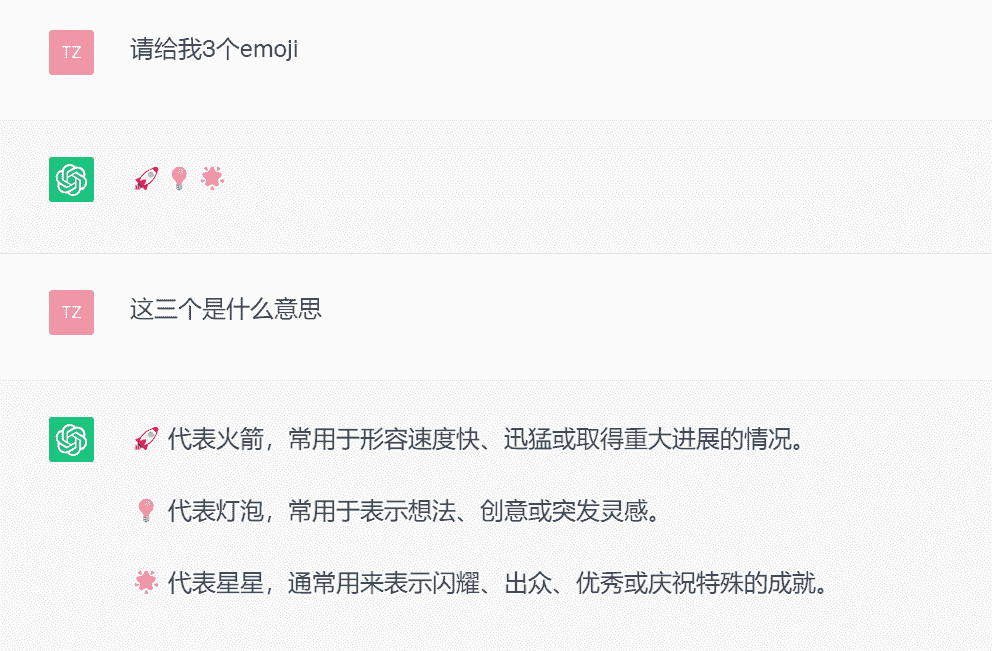 TZ
请给我3个emoji
🚀 💡 🌟
TZ
这三个是什么意思
🚀 代表火箭，常用于形容速度快、迅猛或取得重大进展的情况。
💡 代表灯泡，常用于表示想法、创意或突发灵感。
🌟 代表星星，通常用来表示闪耀、出众、优秀或庆祝特殊的成就。